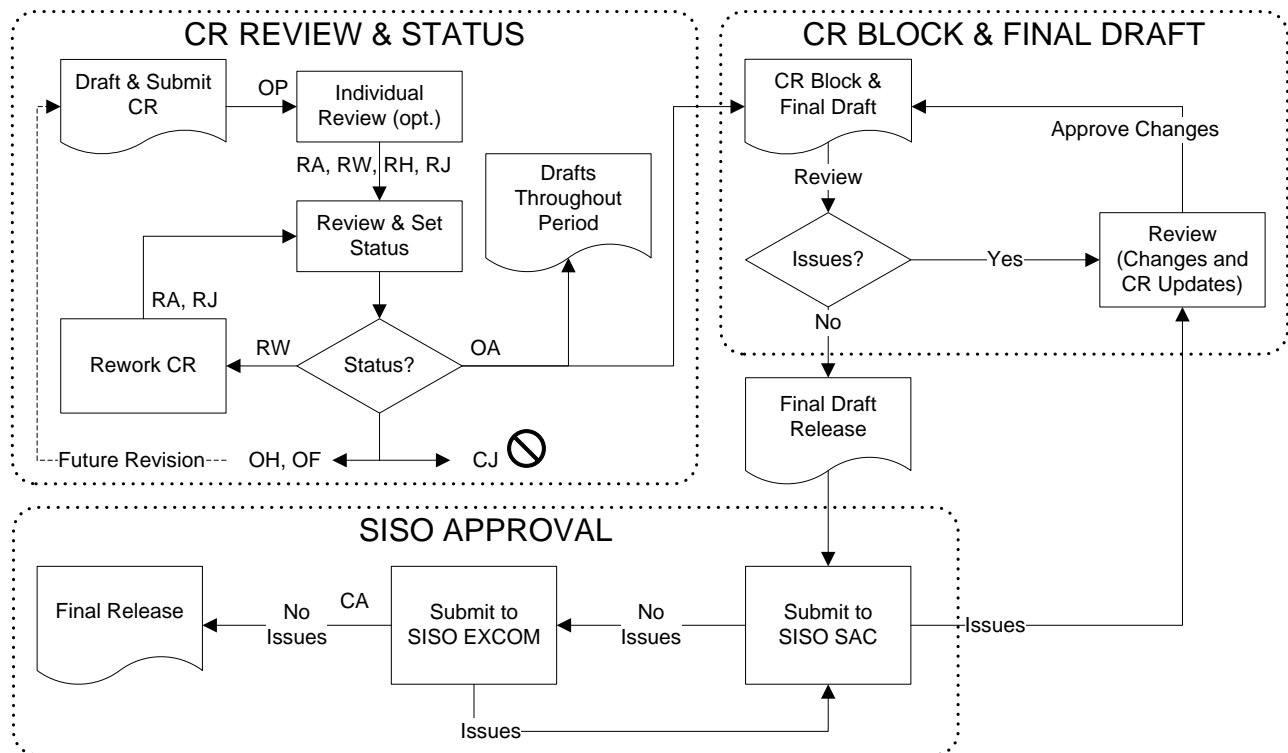 CR REVIEW & STATUS
Draft & Submit
CR
OP
Individual
Review (opt.)
RA, RW, RH, RJ
Review & Set
Status
Drafts
Throughout
Period
RA, RJ
Rework CR
RW
Status?
OA
Future Revision
OH, OF
CJ
CR BLOCK & FINAL DRAFT
CR Block &
Final Draft
Approve Changes
Review
Issues?
Yes
Review
(Changes and
CR Updates)
No
Final Draft
Release
SISO APPROVAL
Final Release
CA
No
Issues
Submit to
SISO EXCOM
No
Issues
Submit to
SISO SAC
Issues
Issues